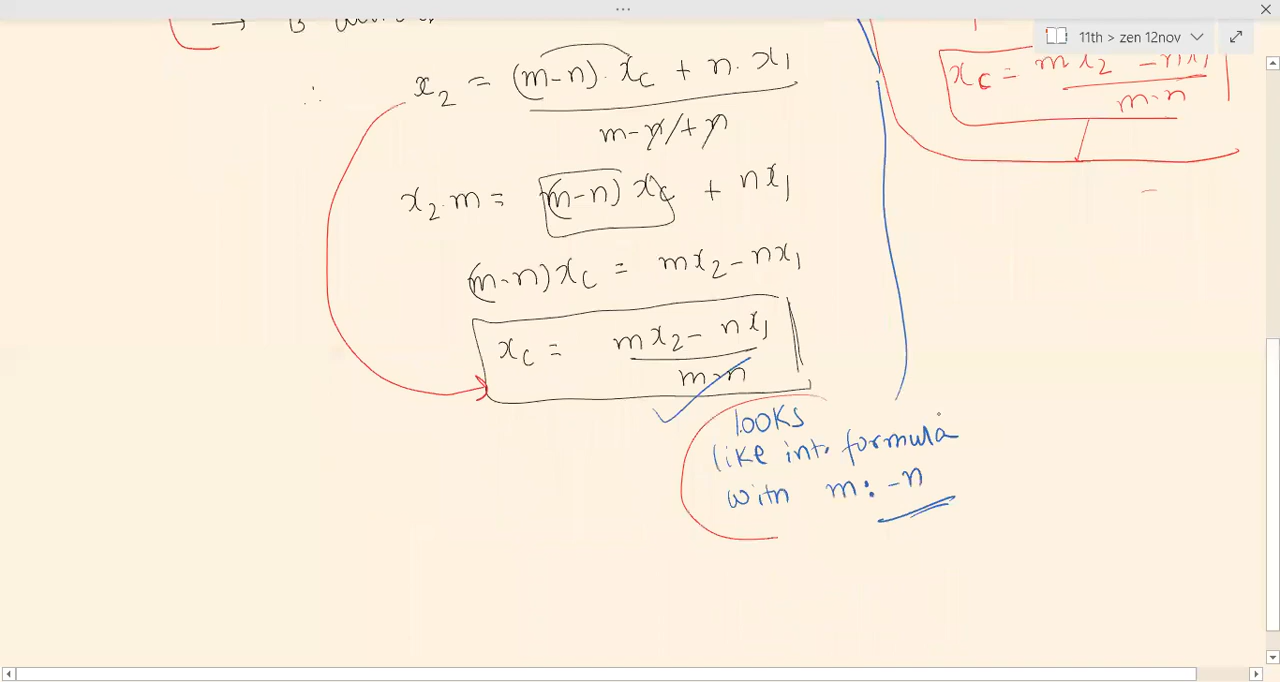 11th > zen 12nov
xc = mx2 - nx1 / m-n
∴ x2 = (m-n). xc + n. x1 / m-n+n
x2.m = (m-n) xc + nx1
(m-n)xc = mx2 - nx1
xc = mx2 - nx1 / m-n
looks
like int. formula
with m: -n